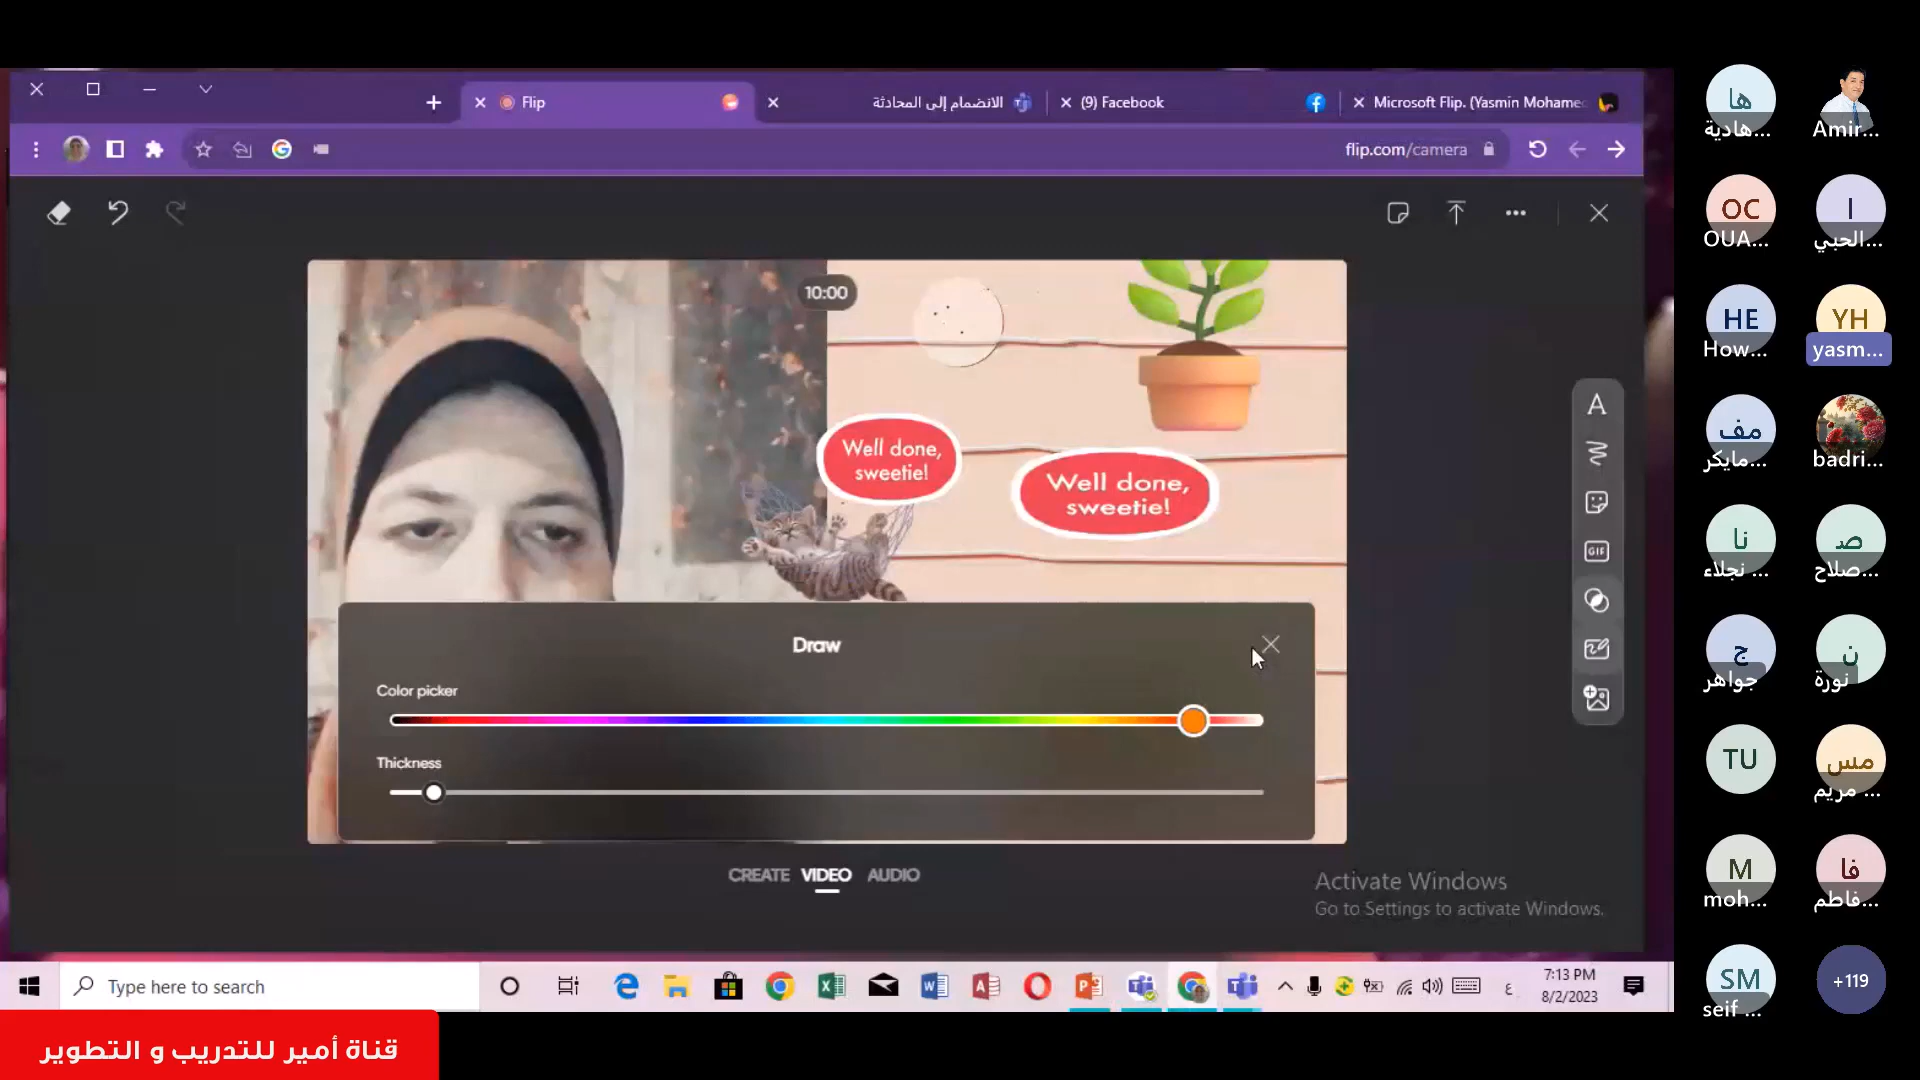 Flip
الانضمام إلى المحادثة
(9) Facebook
Microsoft Flip. (Yasmin Mohame
flip.com/camera
10:00
Well done,
sweetie!
Well done,
sweetie!
A
GIF
Draw
Color picker
Thickness
CREATE VIDEO AUDIO
Activate Windows
Go to Settings to activate Windows.
Type here to search
ع
7:13 PM
8/2/2023
ها
هادية...
Amir...
OC
OUA...
ا
الحبي...
HE
How...
YH
yasm...
مف
مايكر...
badri...
نا
نجلاء ...
ص
صلاح...
ج
جواهر
ن
نورة
TU
مس
مريم ...
M
moh...
فا
فاطم...
SM
seif ...
+119
قناة أمير للتدريب و التطوير